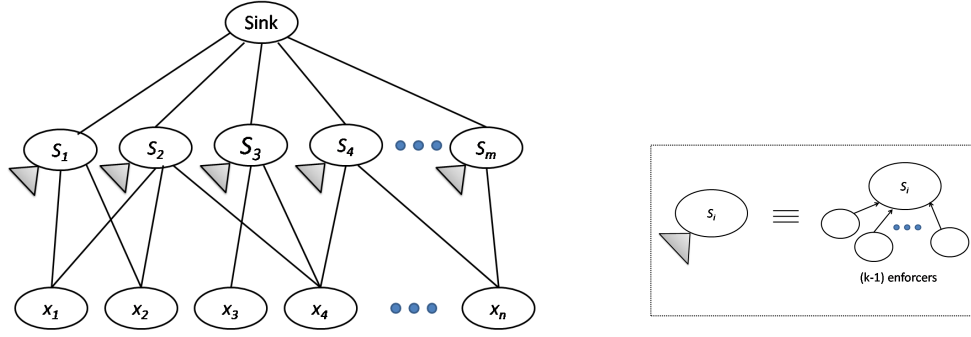 Sink
S1 S2 S3 S4 Sm
x1 x2 x3 x4 xn
Si Si
(k-1) enforcers